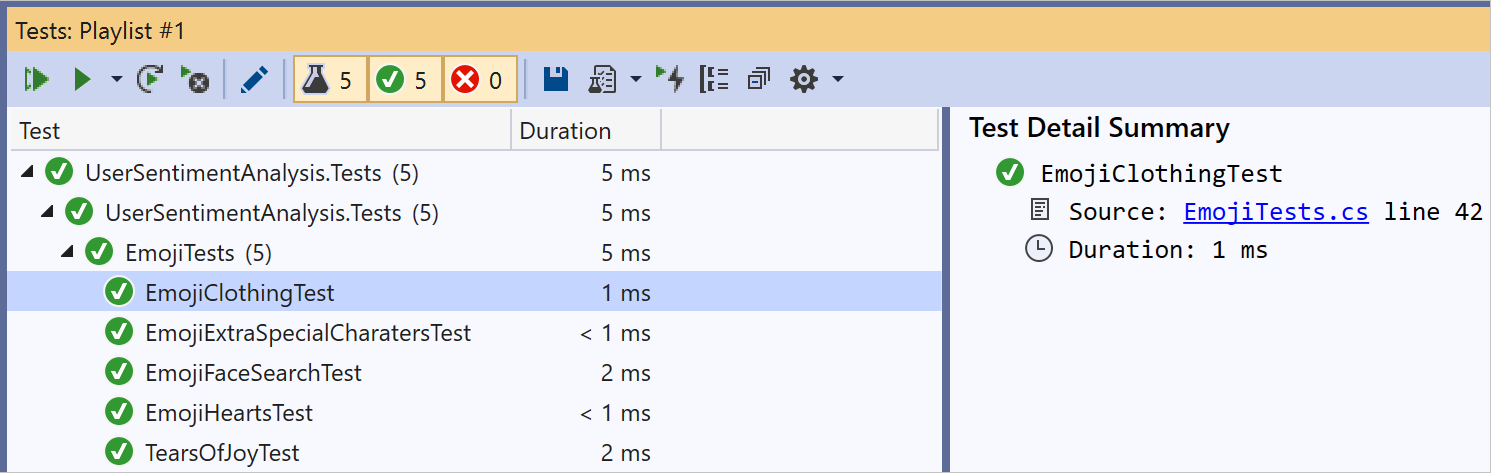 Tests: Playlist #1
5 5 0
Test Duration
UserSentimentAnalysis.Tests (5) 5 ms
UserSentimentAnalysis.Tests (5) 5 ms
EmojiTests (5) 5 ms
EmojiClothingTest 1 ms
EmojiExtraSpecialCharatersTest < 1 ms
EmojiFaceSearchTest 2 ms
EmojiHeartsTest < 1 ms
TearsOfJoyTest 2 ms
Test Detail Summary
EmojiClothingTest
Source: EmojiTests.cs line 42
Duration: 1 ms